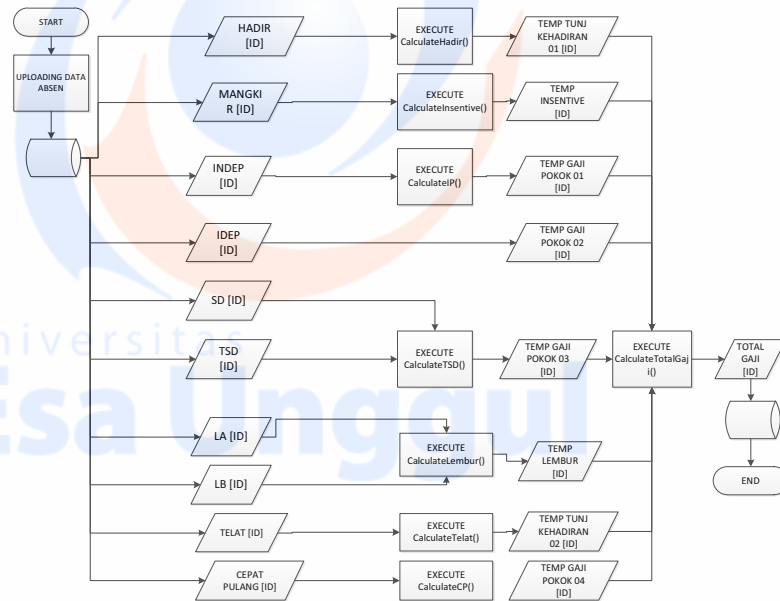 START
UPLOADING DATA
ABSEN
HADIR
[ID]
EXECUTE
CalculateHadir()
TEMP TUNJ
KEHADIRAN
01 [ID]
MANGKI
R [ID]
EXECUTE
CalculateInsentive()
TEMP
INSENTIVE
[ID]
INDEP
[ID]
EXECUTE
CalculateIP()
TEMP GAJI
POKOK 01
[ID]
IDEP
[ID]
TEMP GAJI
POKOK 02
[ID]
SD [ID]
TSD
[ID]
EXECUTE
CalculateTSD()
TEMP GAJI
POKOK 03
[ID]
EXECUTE
CalculateTotalGaj
i()
TOTAL
GAJI
[ID]
LA [ID]
LB [ID]
EXECUTE
CalculateLembur()
TEMP
LEMBUR
[ID]
END
TELAT [ID]
EXECUTE
CalculateTelat()
TEMP TUNJ
KEHADIRAN
02 [ID]
CEPAT
PULANG [ID]
EXECUTE
CalculateCP()
TEMP GAJI
POKOK 04
[ID]
Universitas
Esa Unggul